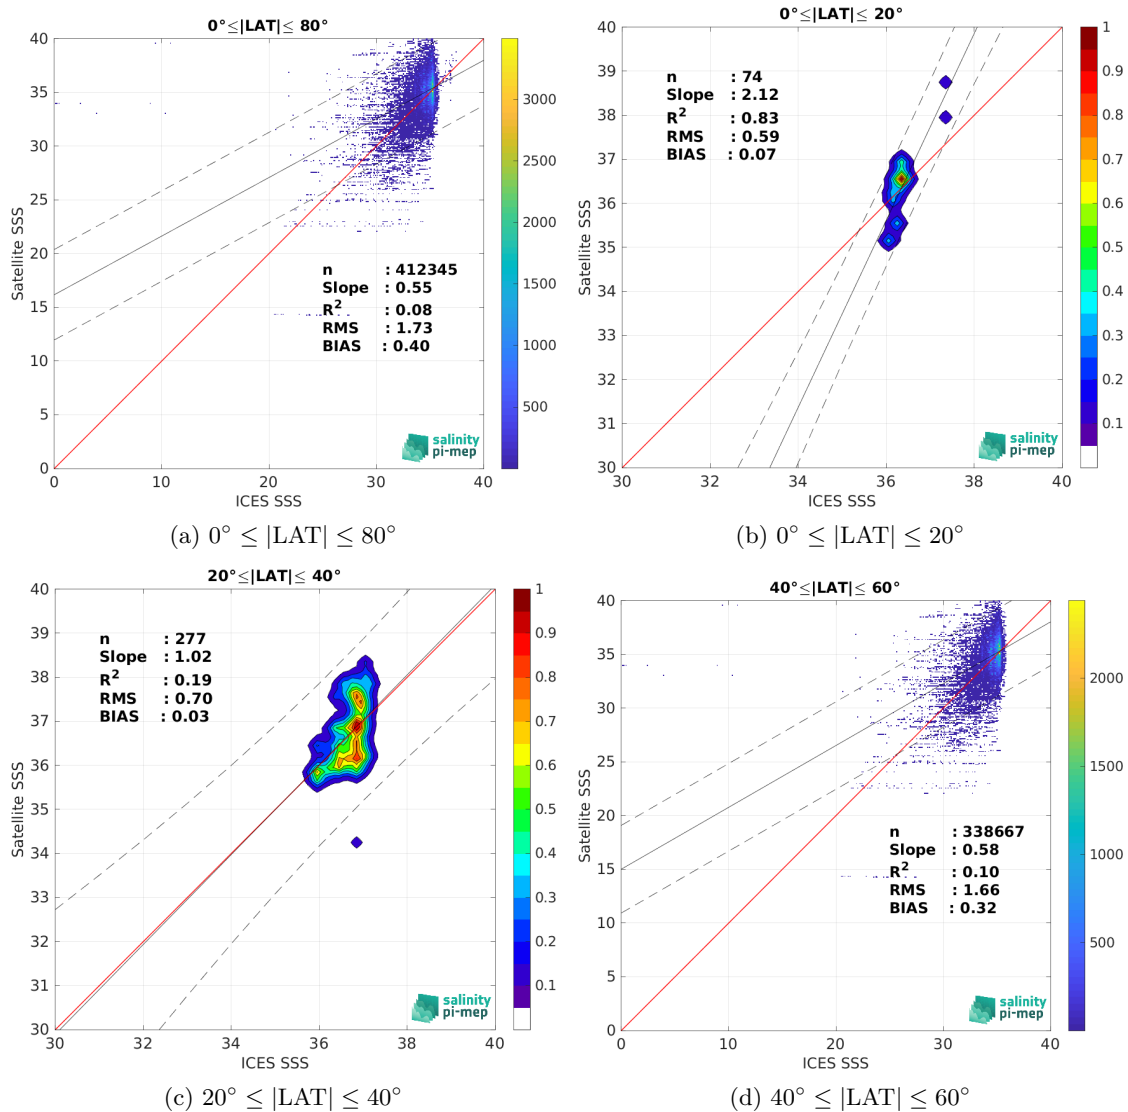 0°≤|LAT|≤ 80°
40
35
30
25
20
15
10
5
0
Satellite SSS
n : 412345
Slope : 0.55
R² : 0.08
RMS : 1.73
BIAS : 0.40
salinity
pi-mep
0 10 20 30 40
ICES SSS
3000
2500
2000
1500
1000
500
(a) 0° ≤ |LAT| ≤ 80°
0°≤|LAT|≤ 20°
40
39
38
37
36
35
34
33
32
31
30
Satellite SSS
n : 74
Slope : 2.12
R² : 0.83
RMS : 0.59
BIAS : 0.07
salinity
pi-mep
30 32 34 36 38 40
ICES SSS
1
0.9
0.8
0.7
0.6
0.5
0.4
0.3
0.2
0.1
(b) 0° ≤ |LAT| ≤ 20°
20°≤|LAT|≤ 40°
40
39
38
37
36
35
34
33
32
31
30
Satellite SSS
n : 277
Slope : 1.02
R² : 0.19
RMS : 0.70
BIAS : 0.03
salinity
pi-mep
30 32 34 36 38 40
ICES SSS
1
0.9
0.8
0.7
0.6
0.5
0.4
0.3
0.2
0.1
(c) 20° ≤ |LAT| ≤ 40°
40°≤|LAT|≤ 60°
40
35
30
25
20
15
10
5
0
Satellite SSS
n : 338667
Slope : 0.58
R² : 0.10
RMS : 1.66
BIAS : 0.32
salinity
pi-mep
0 10 20 30 40
ICES SSS
2000
1500
1000
500
(d) 40° ≤ |LAT| ≤ 60°